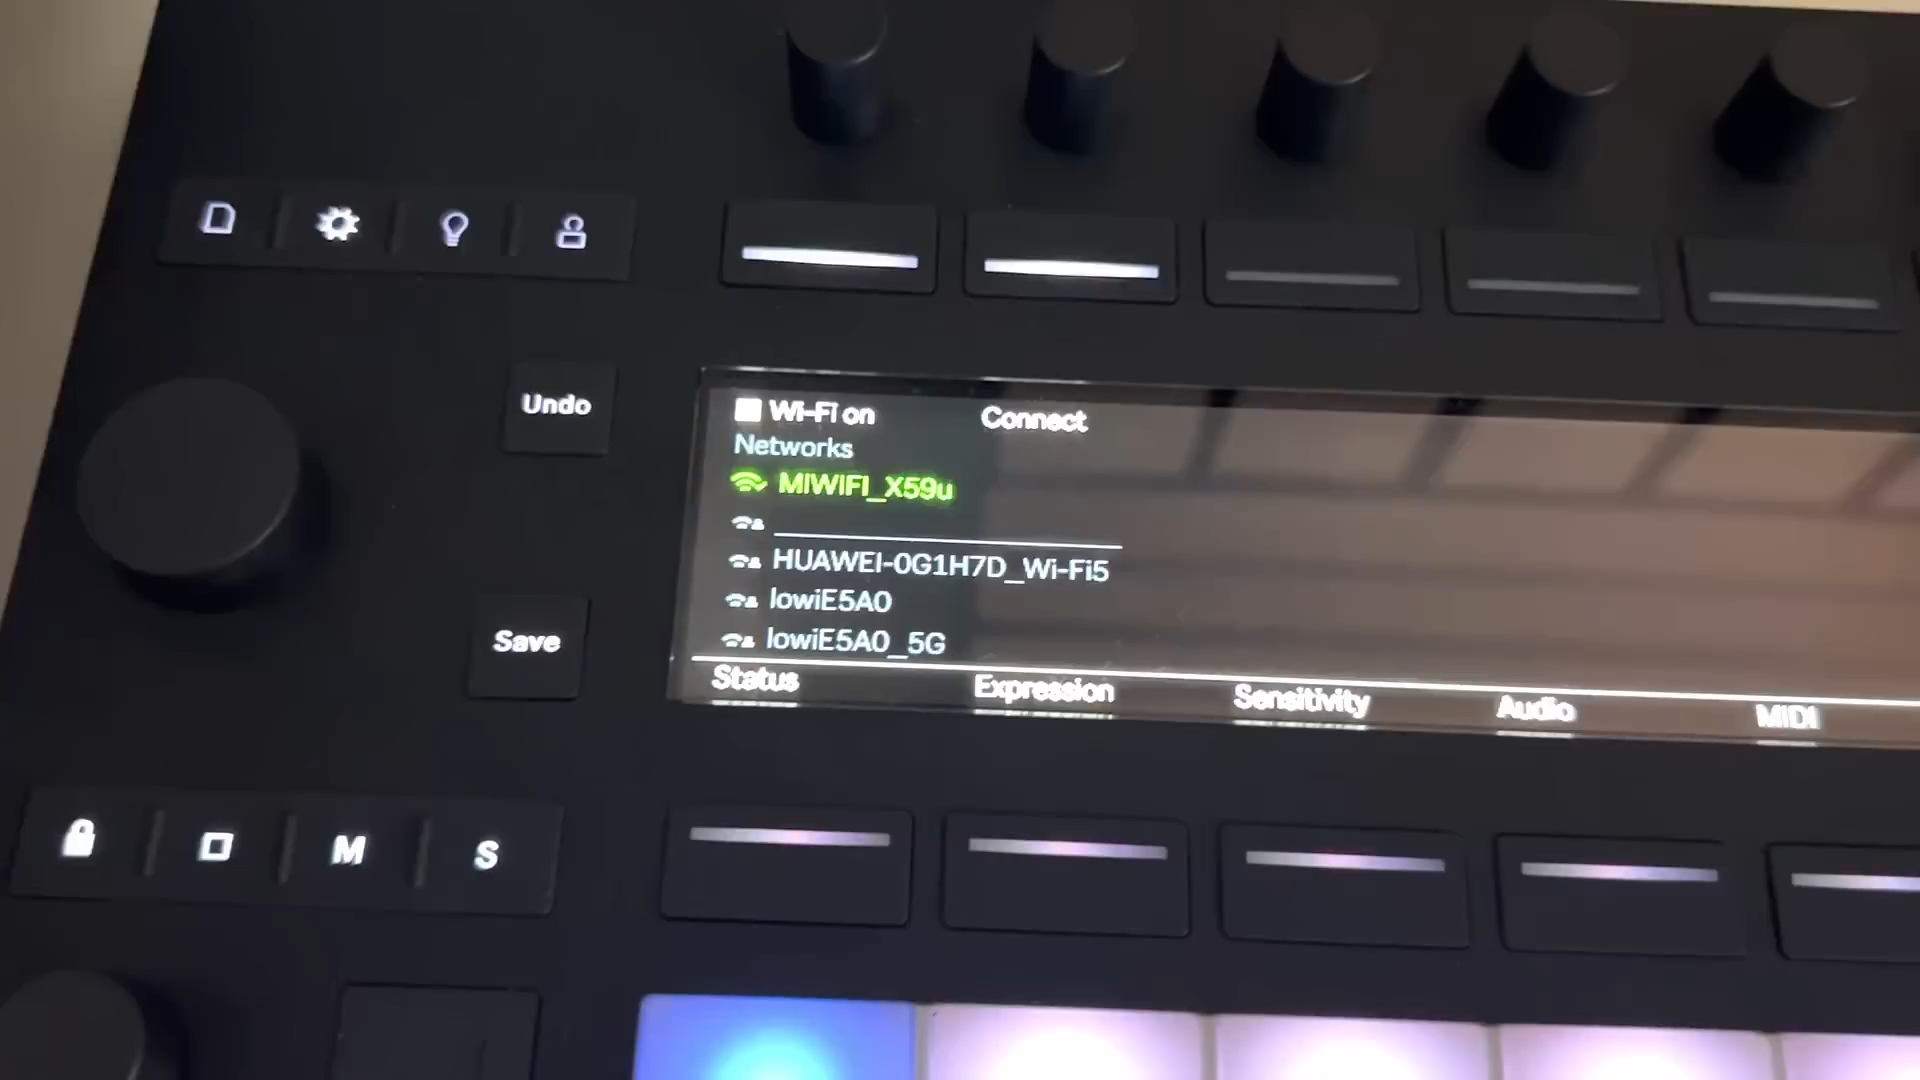 Undo
Wi-Fi on Connect
Networks
MIWIFI_X59u
HUAWEI-0G1H7D_Wi-Fi5
lowiE5A0
lowiE5A0_5G
Save
Status Expression Sensitivity Audio MIDI
M S